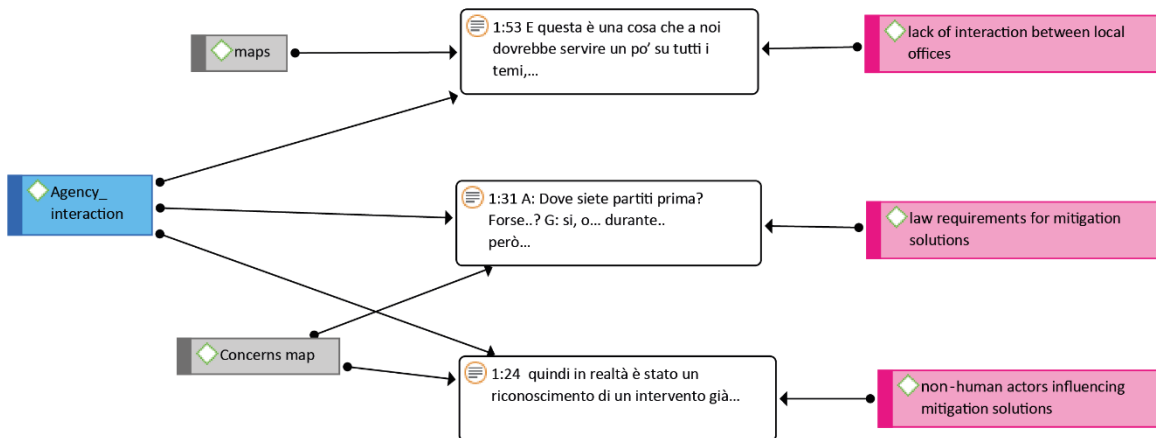 maps
1:53 E questa è una cosa che a noi
dovrebbe servire un po’ su tutti i
temi,…
lack of interaction between local
offices
Agency_
interaction
1:31 A: Dove siete partiti prima?
Forse..? G: si, o… durante..
però…
law requirements for mitigation
solutions
Concerns map
1:24 quindi in realtà è stato un
riconoscimento di un intervento già…
non-human actors influencing
mitigation solutions